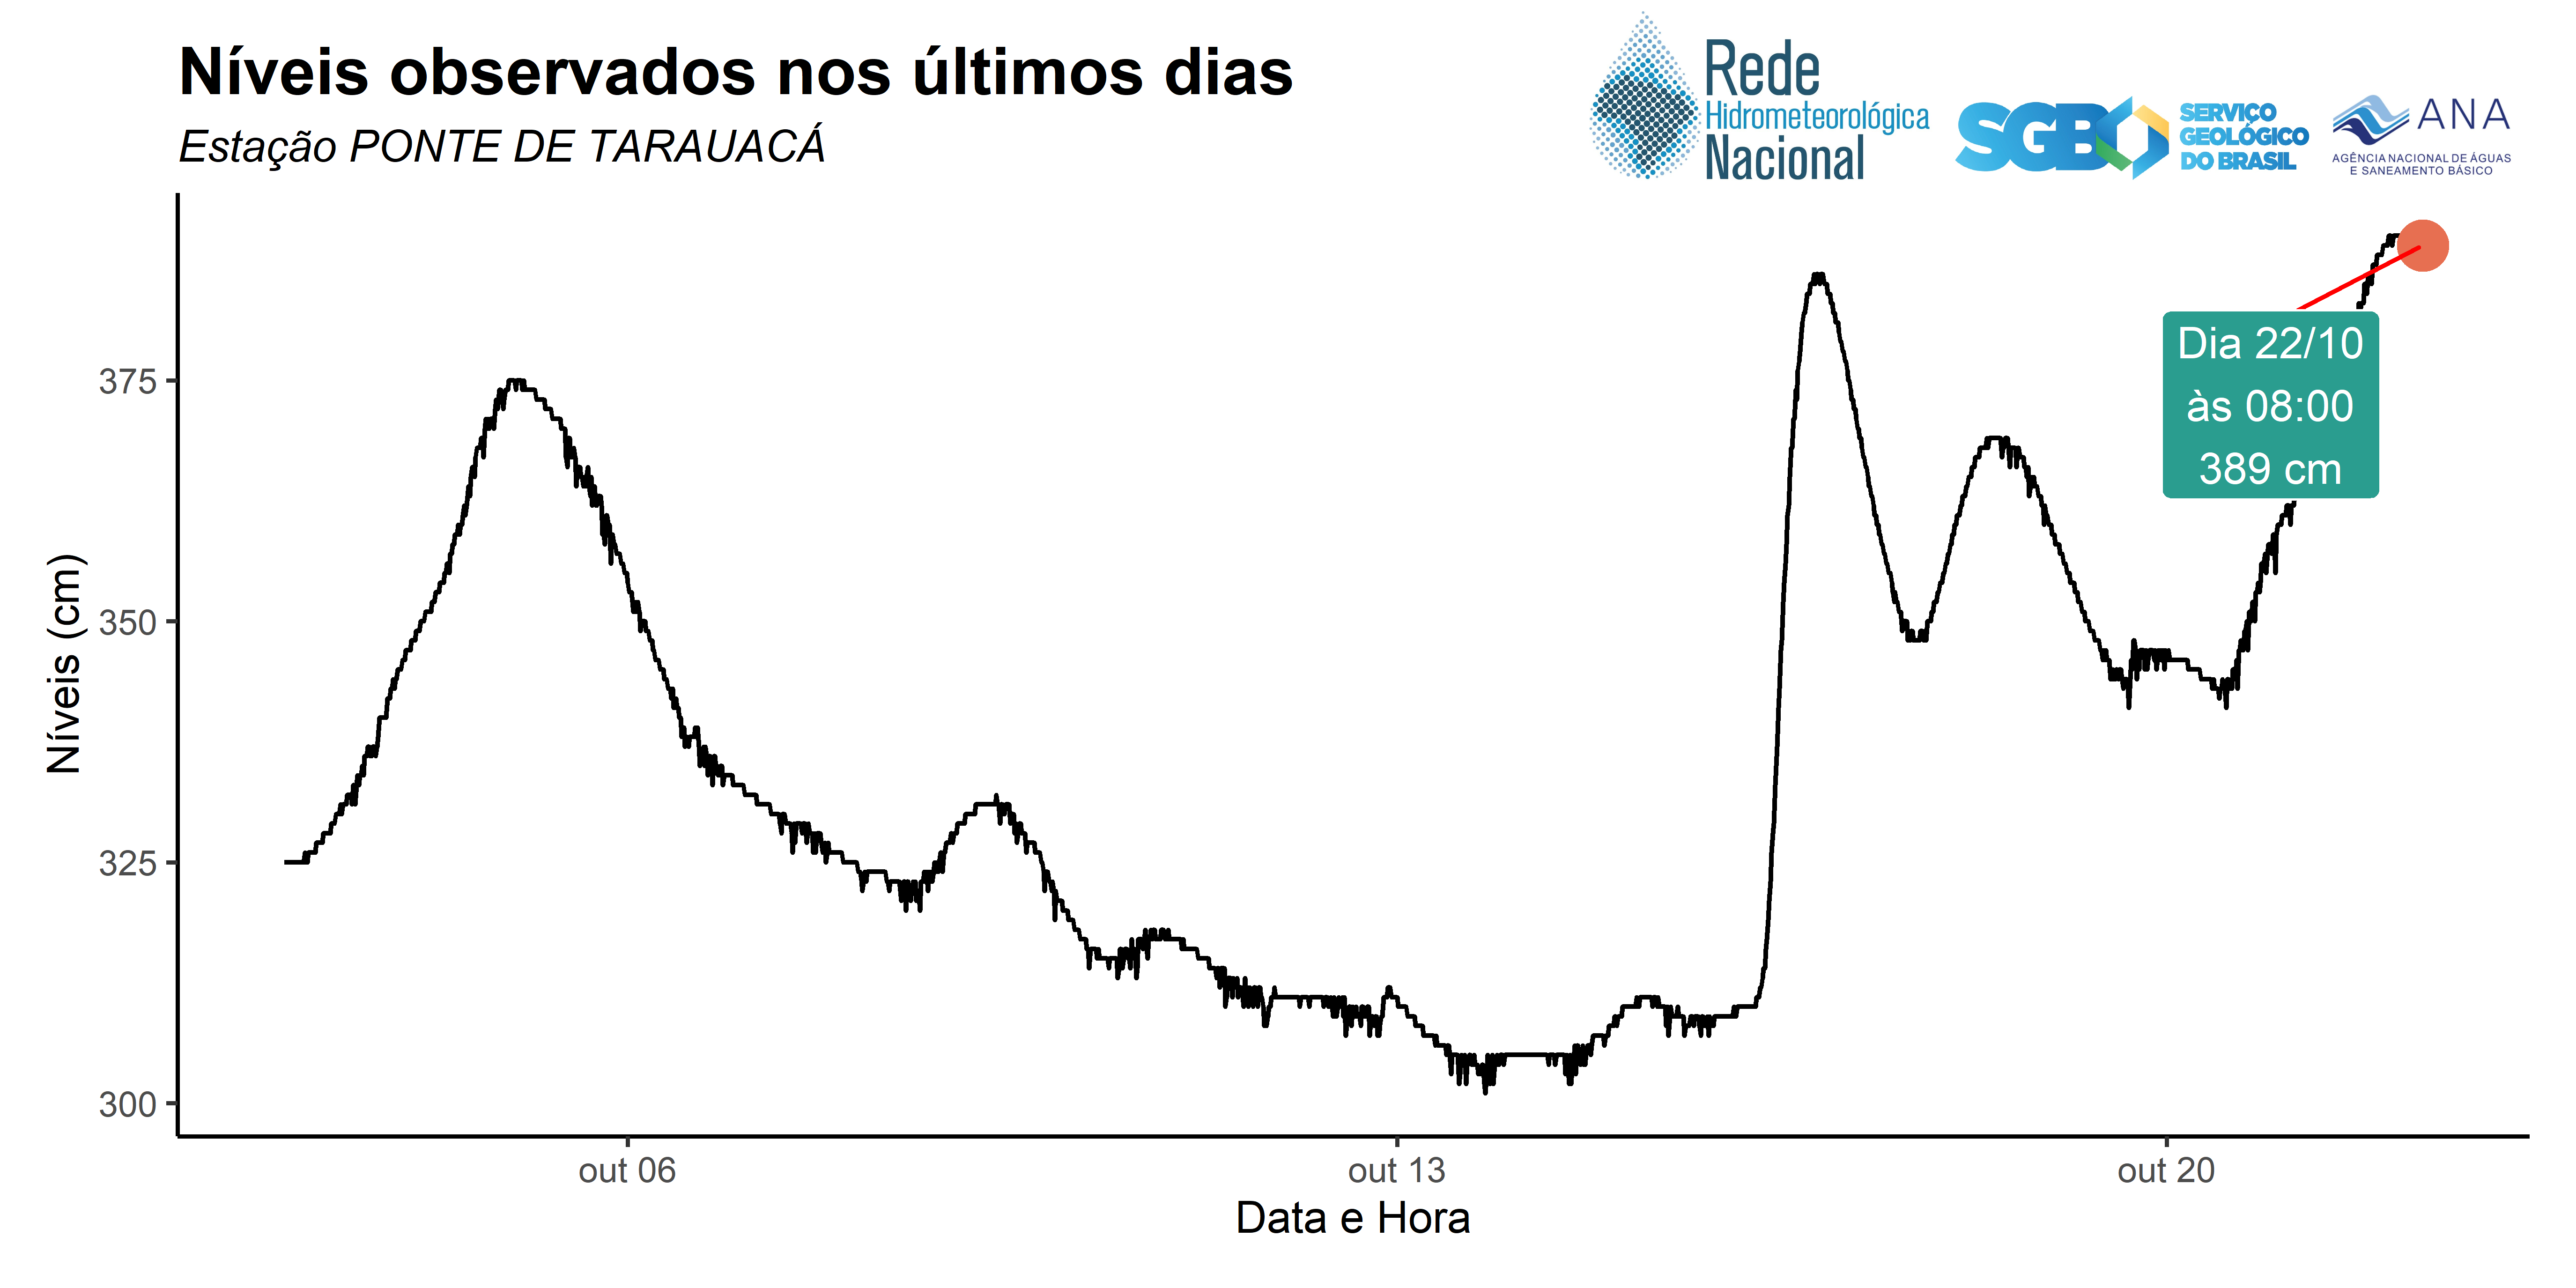 Níveis observados nos últimos dias
Estação PONTE DE TARAUACÁ
Rede
Hidrometeorológica
Nacional
SGB
SERVIÇO
GEOLÓGICO
DO BRASIL
ANA
AGÊNCIA NACIONAL DE ÁGUAS
E SANEAMENTO BÁSICO
Dia 22/10
às 08:00
389 cm
Níveis (cm)
375
350
325
300
out 06
out 13
out 20
Data e Hora